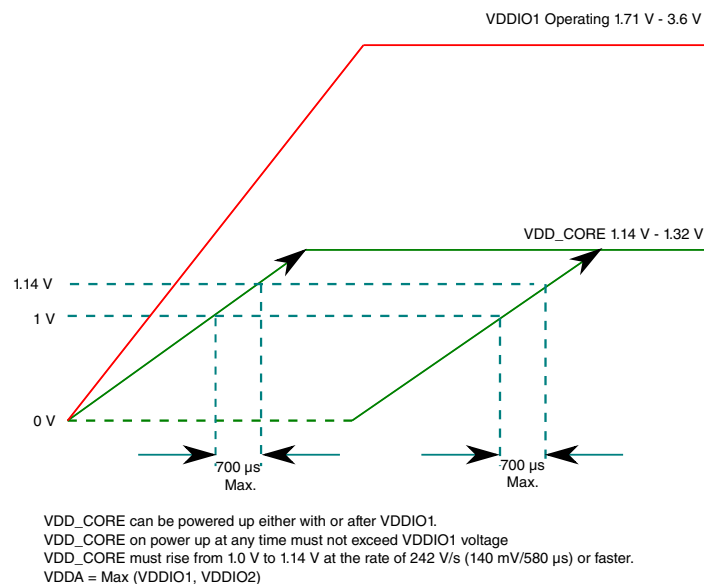 VDDIO1 Operating 1.71 V - 3.6 V
VDD_CORE 1.14 V - 1.32 V
1.14 V
1 V
0 V
700 µs
Max.
700 µs
Max.
VDD_CORE can be powered up either with or after VDDIO1.
VDD_CORE on power up at any time must not exceed VDDIO1 voltage
VDD_CORE must rise from 1.0 V to 1.14 V at the rate of 242 V/s (140 mV/580 µs) or faster.
VDDA = Max (VDDIO1, VDDIO2)